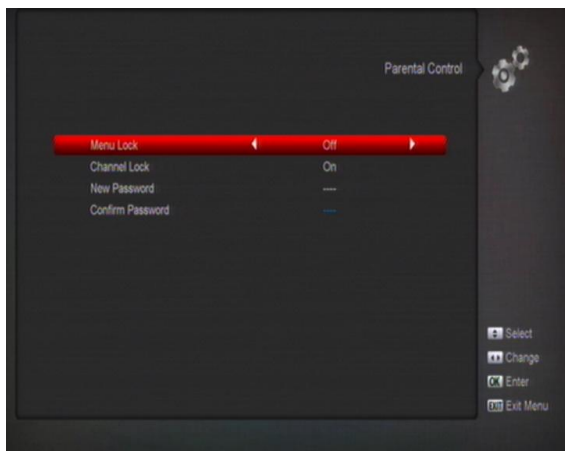 Parental Control
Menu Lock Off
Channel Lock On
New Password ----
Confirm Password ----
Select
Change
OK Enter
EXIT Exit Menu